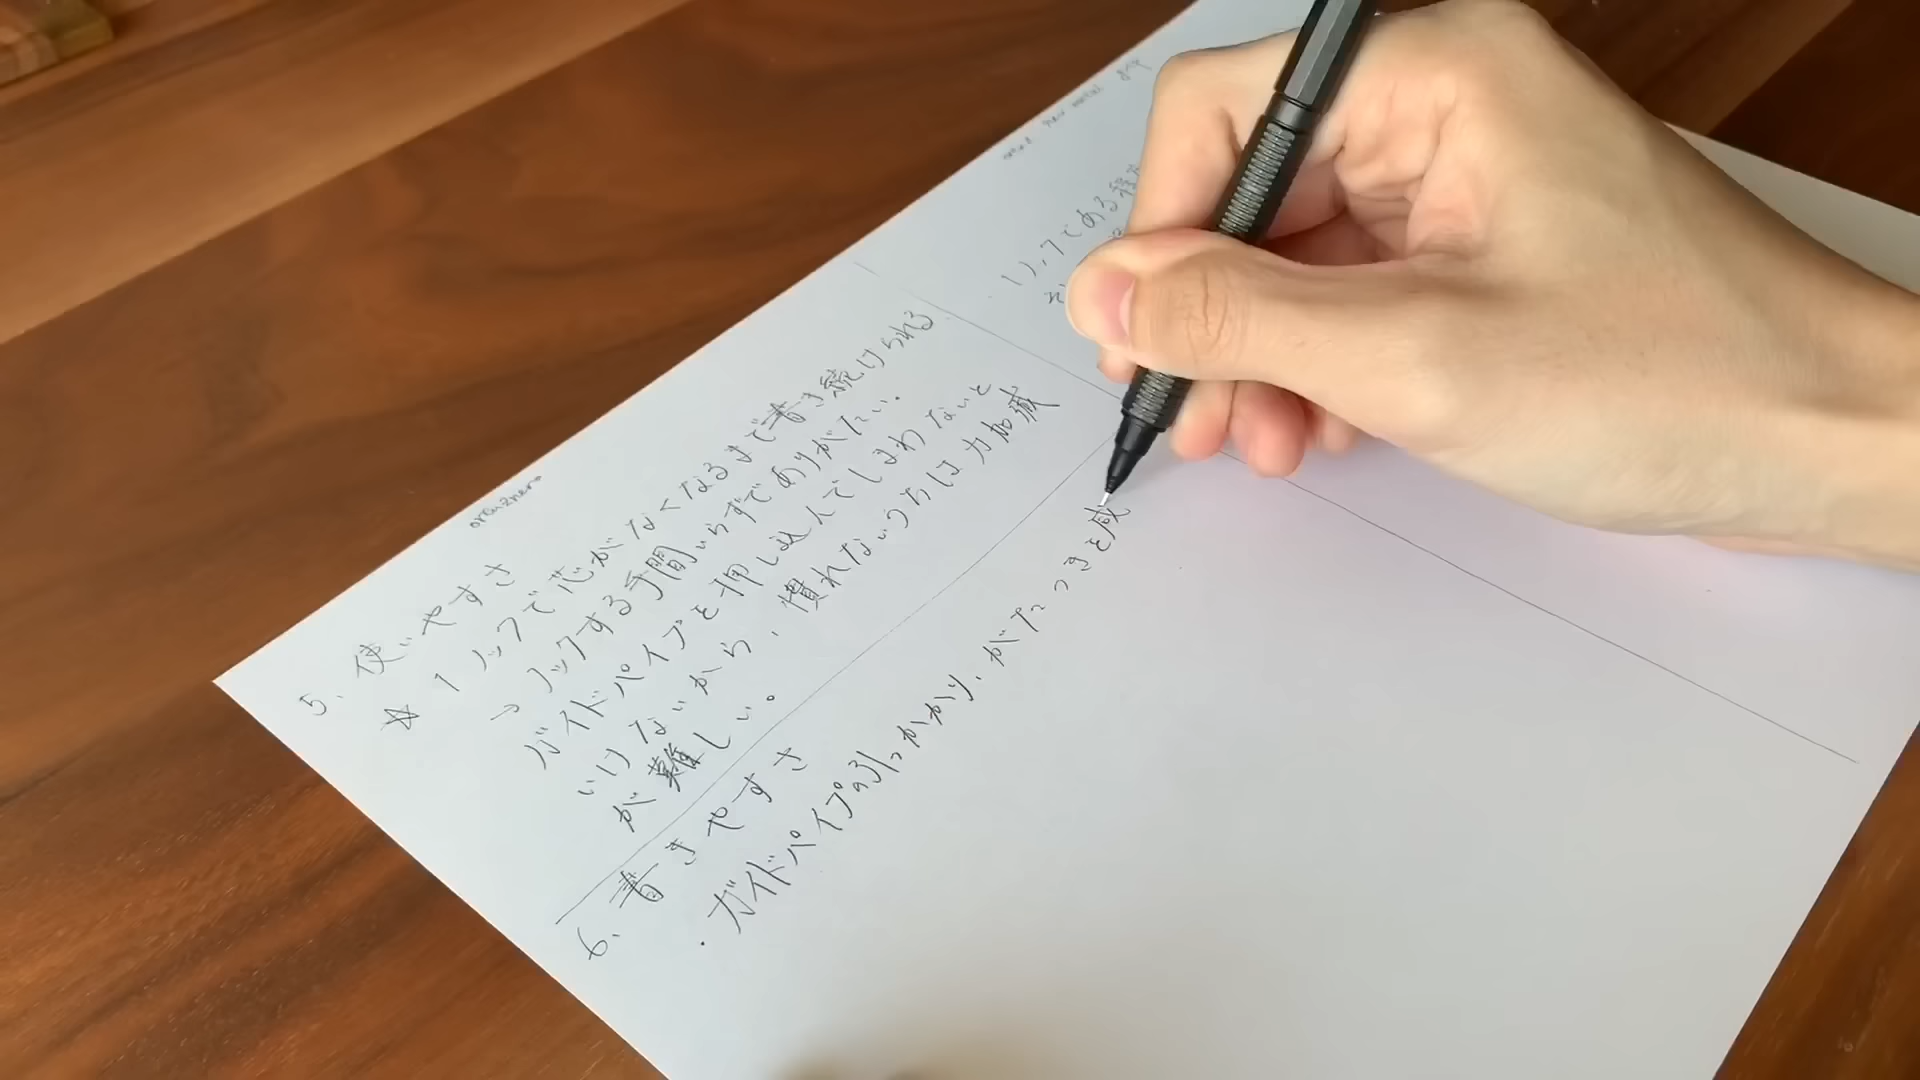 orenznero
5、使いやすさ
☆ 1ノックで芯がなくなるまで書き続けられる
→ ノックする手間いらずでありがたい。
ガイドパイプを押し込んでしまわないと
いけないから、慣れないうちは力加減
が難しい。
6、書きやすさ
・ガイドパイプの引っかかり、がたつきを感
metal
1ノックである程